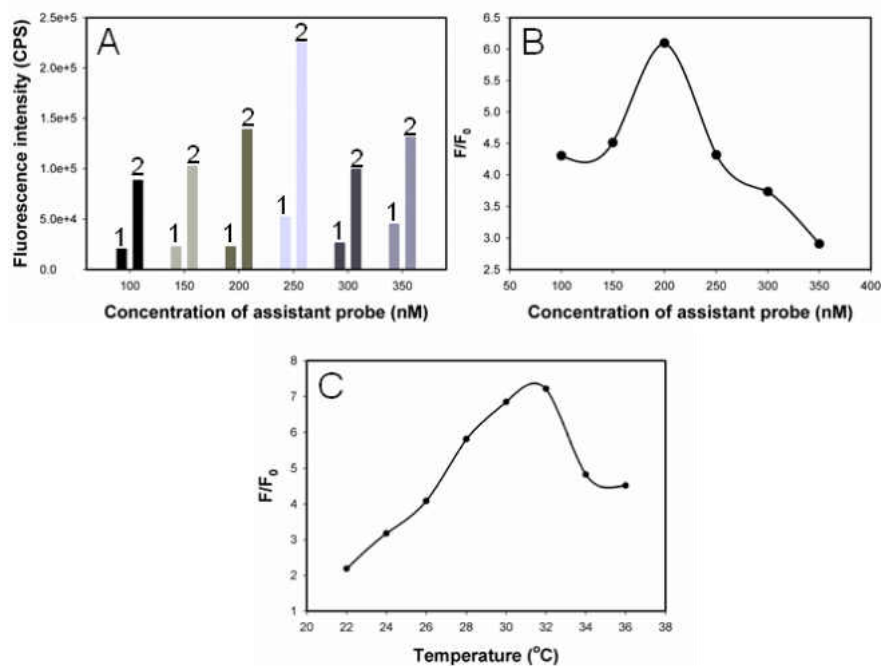 A
Fluorescence intensity (CPS)
2.5e+5
2.0e+5
1.5e+5
1.0e+5
5.0e+4
0.0
1 2 1 2 1 2 1 2 1 2 1 2
100 150 200 250 300 350
Concentration of assistant probe (nM)
B
F/F0
6.5
6.0
5.5
5.0
4.5
4.0
3.5
3.0
2.5
50 100 150 200 250 300 350 400
Concentration of assistant probe (nM)
C
F/F0
8
7
6
5
4
3
2
1
20 22 24 26 28 30 32 34 36 38
Temperature (°C)